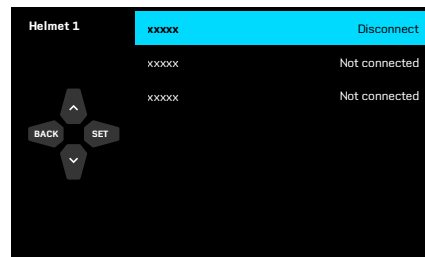 Helmet 1
xxxxx Disconnect
xxxxx Not connected
xxxxx Not connected
BACK SET